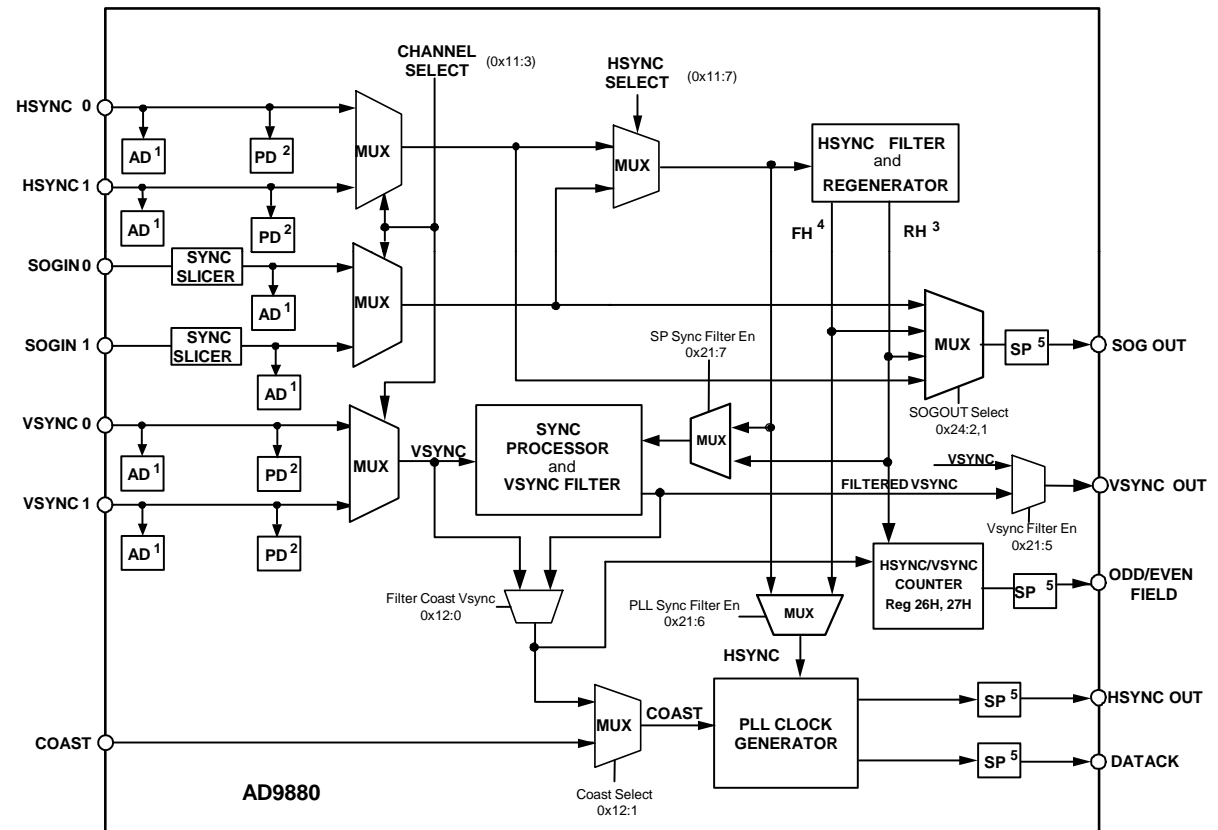 CHANNEL
SELECT
(0x11:3)
HSYNC
SELECT
(0x11:7)
HSYNC 0
AD 1
PD 2
MUX
MUX
HSYNC FILTER
and
REGENERATOR
HSYNC 1
AD 1
PD 2
FH 4
RH 3
SOGIN 0
SYNC
SLICER
AD 1
MUX
SOGIN 1
SYNC
SLICER
AD 1
SP Sync Filter En
0x21:7
MUX
SP 5
SOG OUT
SOGOUT Select
0x24:2,1
VSYNC 0
AD 1
PD 2
MUX
VSYNC
SYNC
PROCESSOR
and
VSYNC FILTER
MUX
VSYNC
FILTERED VSYNC
VSYNC OUT
Vsync Filter En
0x21:5
VSYNC 1
AD 1
PD 2
Filter Coast Vsync
0x12:0
PLL Sync Filter En
0x21:6
MUX
HSYNC/VSYNC
COUNTER
Reg 26H, 27H
SP 5
ODD/EVEN
FIELD
HSYNC
COAST
MUX
COAST
PLL CLOCK
GENERATOR
SP 5
HSYNC OUT
SP 5
DATACK
Coast Select
0x12:1
AD9880